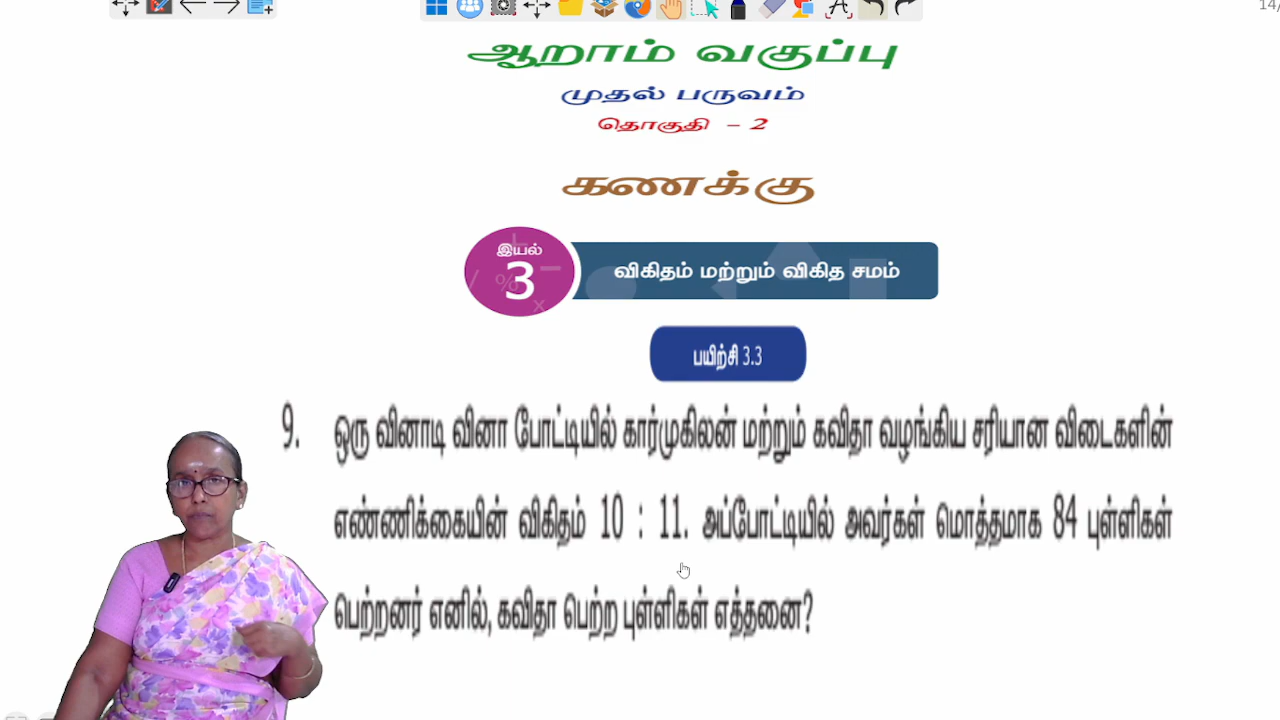 14/
ஆறாம் வகுப்பு
முதல் பருவம்
தொகுதி – 2
கணக்கு
இயல்
3
விகிதம் மற்றும் விகித சமம்
பயிற்சி 3.3
9. ஒரு வினாடி வினா போட்டியில் கார்முகிலன் மற்றும் கவிதா வழங்கிய சரியான விடைகளின்
எண்ணிக்கையின் விகிதம் 10 : 11. அப்போட்டியில் அவர்கள் மொத்தமாக 84 புள்ளிகள்
பெற்றனர் எனில், கவிதா பெற்ற புள்ளிகள் எத்தனை?